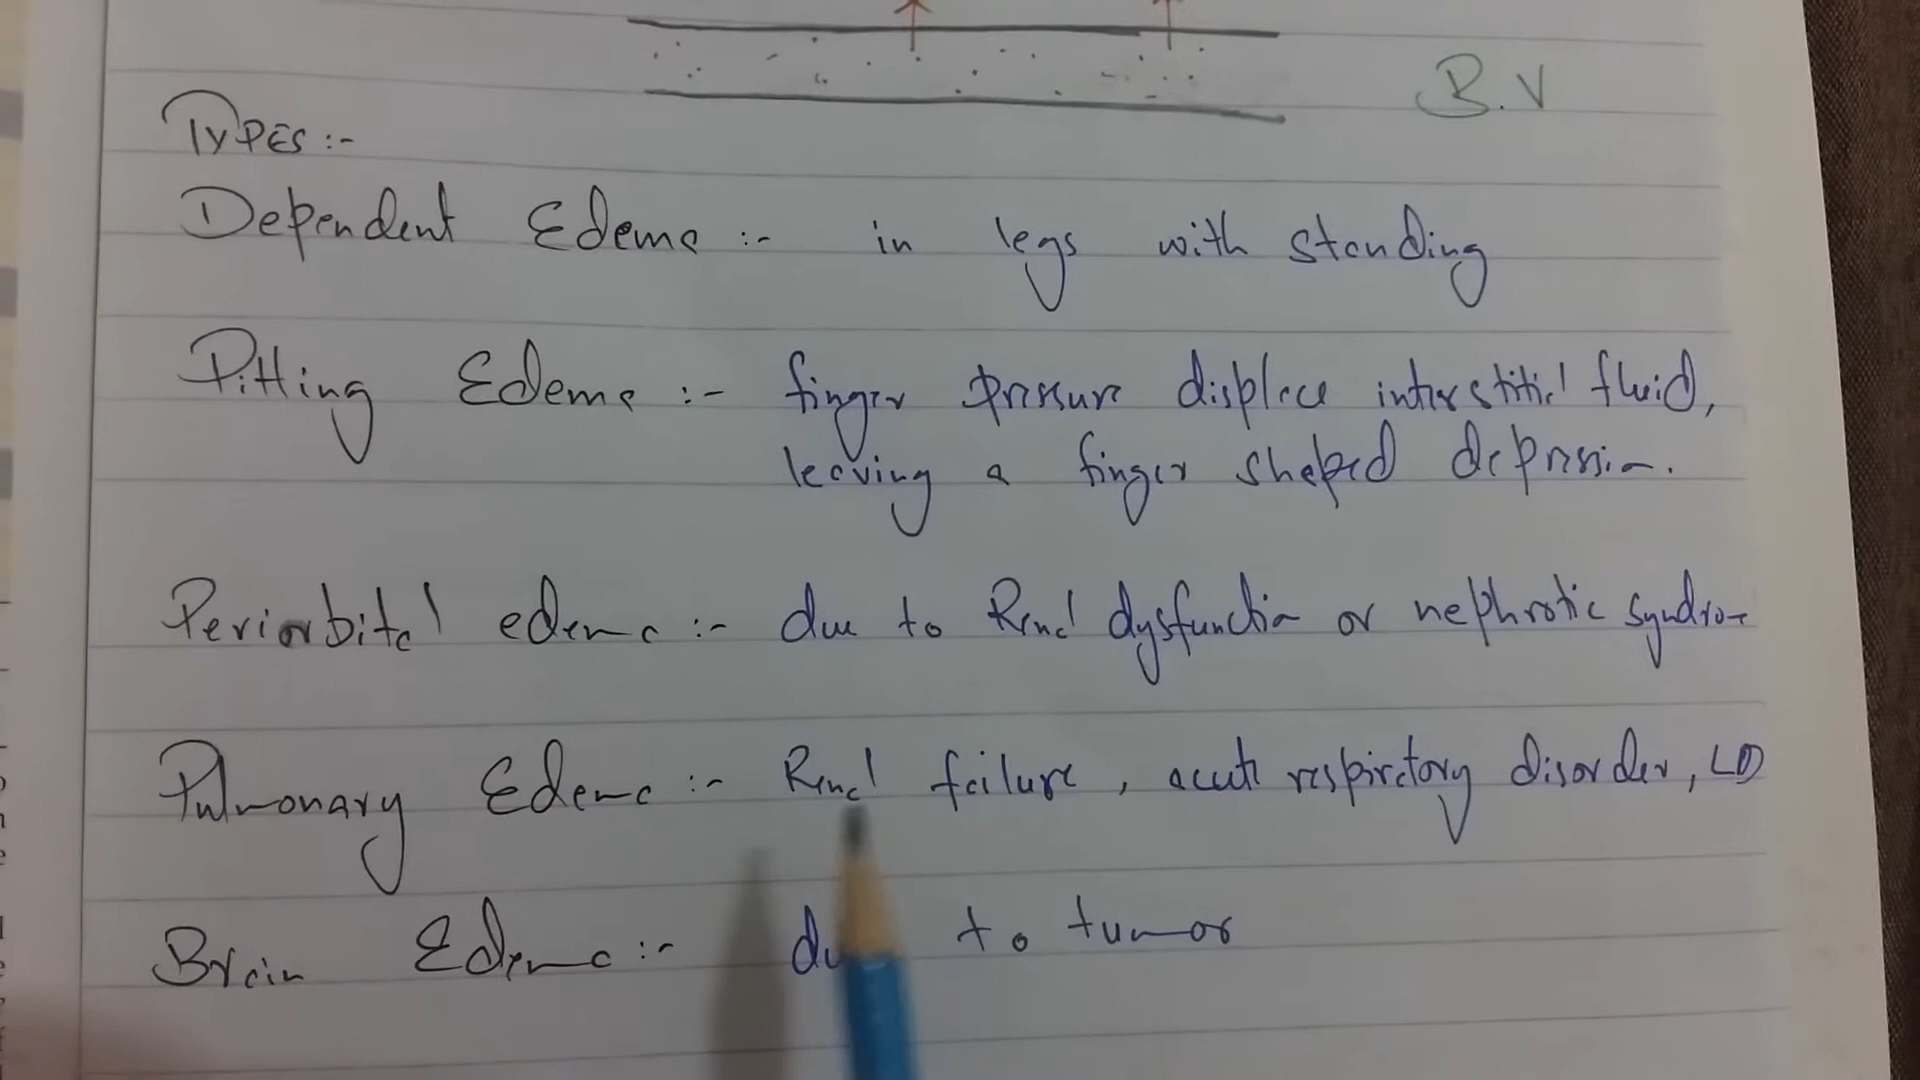 B.V
TYPES :-
Dependent Edema :- in legs with standing
Pitting Edema :- finger pressure displace interstitial fluid,
leaving a finger shaped depression.
Periorbital edema :- due to Renal dysfunction or nephrotic syndrome
Pulmonary Edema :- Renal failure, acute respiratory disorder, LD
Brain Edema :- due to tumor